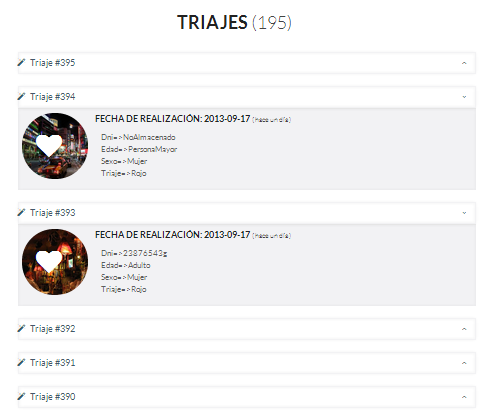 TRIAJES (195)
Triaje #395
Triaje #394
FECHA DE REALIZACIÓN: 2013-09-17 (hace un día)
Dni=>NoAlmacenado
Edad=>PersonaMayor
Sexo=>Mujer
Triaje=>Rojo
Triaje #393
FECHA DE REALIZACIÓN: 2013-09-17 (hace un día)
Dni=>23876543g
Edad=>Adulto
Sexo=>Mujer
Triaje=>Rojo
Triaje #392
Triaje #391
Triaje #390